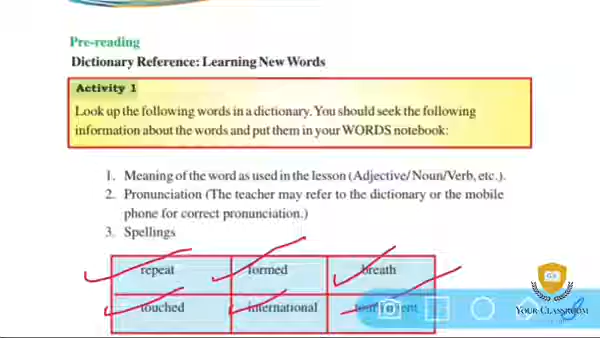 Pre-reading
Dictionary Reference: Learning New Words
Activity 1
Look up the following words in a dictionary. You should seek the following
information about the words and put them in your WORDS notebook:
1. Meaning of the word as used in the lesson (Adjective/ Noun/Verb, etc.).
2. Pronunciation (The teacher may refer to the dictionary or the mobile
phone for correct pronunciation.)
3. Spellings
repeat formed breath
touched international
YOUR CLASSROOM